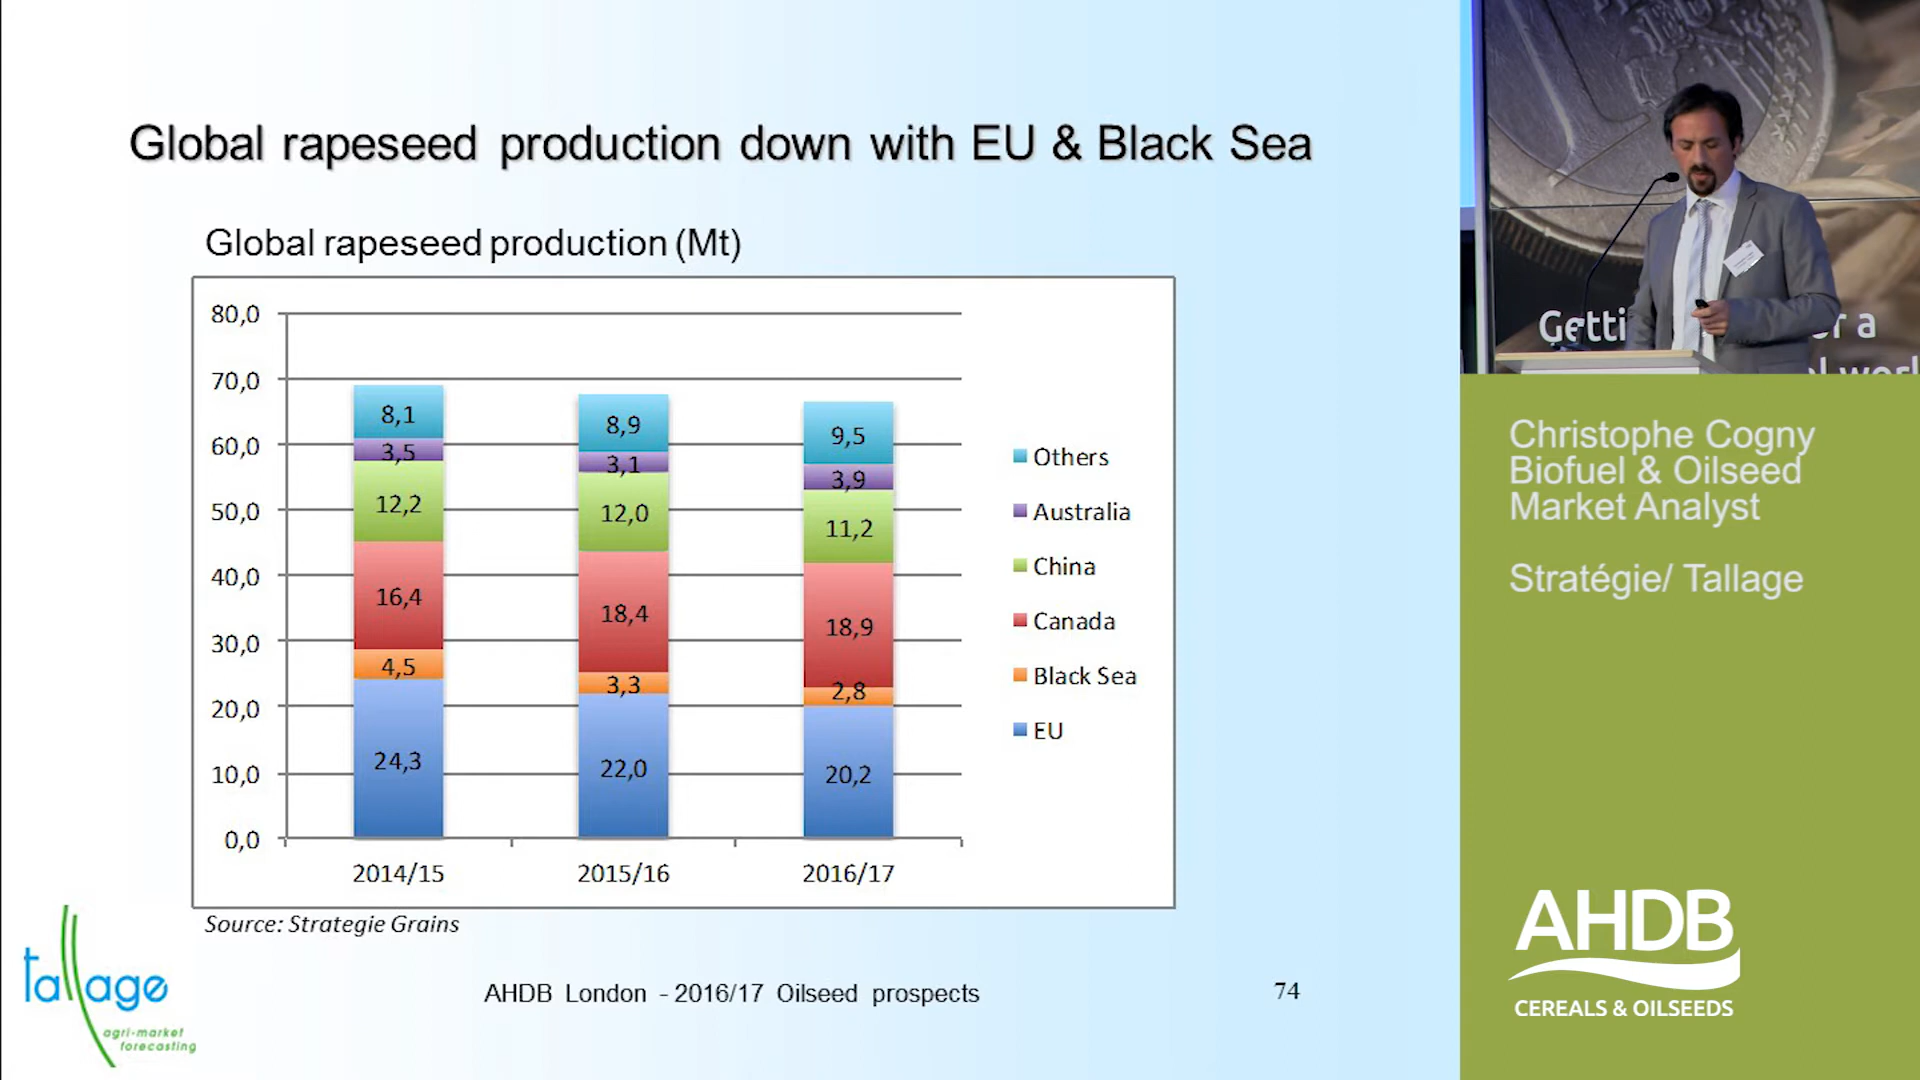 Global rapeseed production down with EU & Black Sea
Global rapeseed production (Mt)
80,0
70,0
60,0
50,0
40,0
30,0
20,0
10,0
0,0
8,1
3,5
12,2
16,4
4,5
24,3
8,9
3,1
12,0
18,4
3,3
22,0
9,5
3,9
11,2
18,9
2,8
20,2
2014/15
2015/16
2016/17
Others
Australia
China
Canada
Black Sea
EU
Source: Strategie Grains
tallage
agri-market
forecasting
AHDB London - 2016/17 Oilseed prospects
74
Getti
r a
Christophe Cogny
Biofuel & Oilseed
Market Analyst
Stratégie/ Tallage
AHDB
CEREALS & OILSEEDS